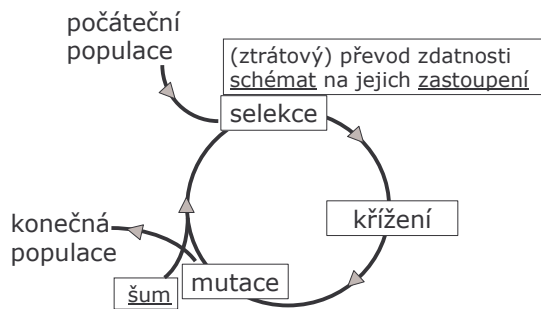 počáteční
populace
(ztrátový) převod zdatnosti
schémat na jejich zastoupení
selekce
křížení
konečná
populace
mutace
šum